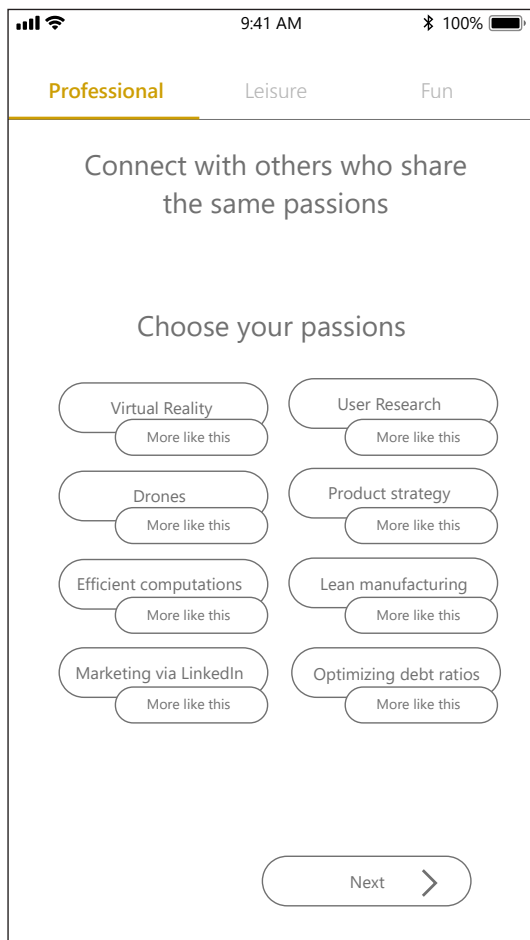 9:41 AM
100%
Professional Leisure Fun
Connect with others who share
the same passions
Choose your passions
Virtual Reality User Research
More like this More like this
Drones Product strategy
More like this More like this
Efficient computations Lean manufacturing
More like this More like this
Marketing via LinkedIn Optimizing debt ratios
More like this More like this
Next